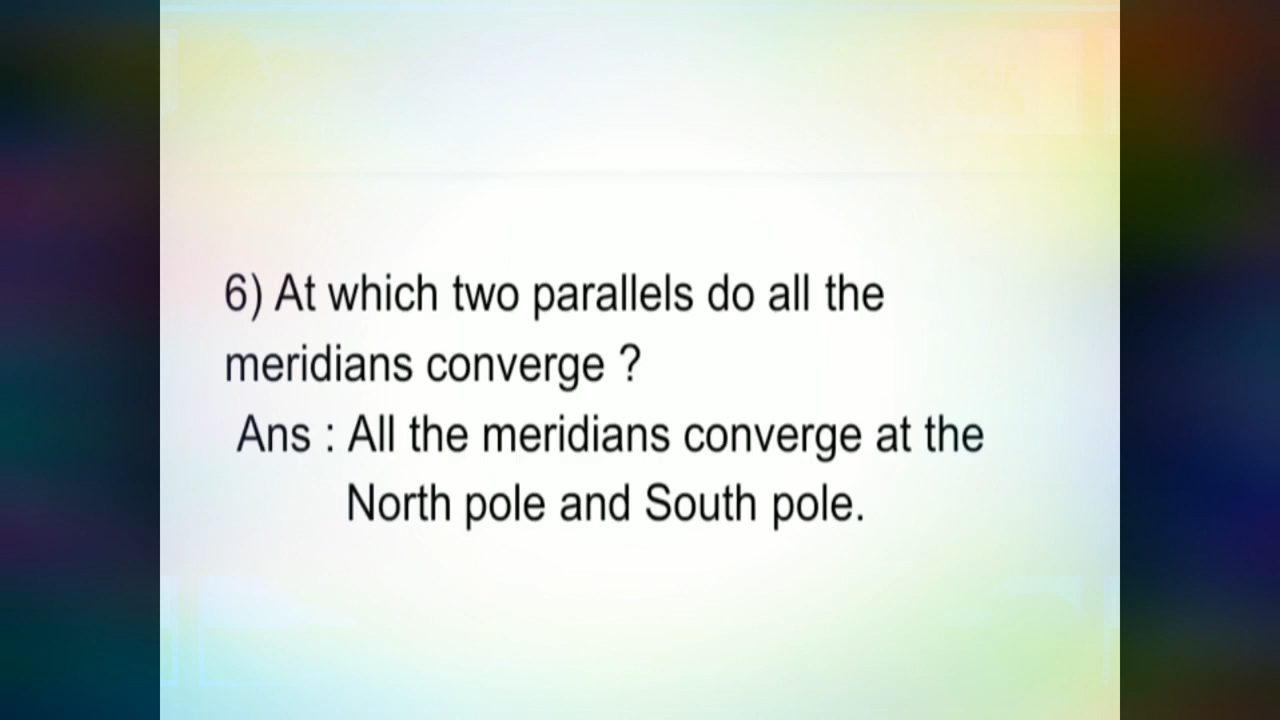 6) At which two parallels do all the
meridians converge ?
Ans : All the meridians converge at the
North pole and South pole.